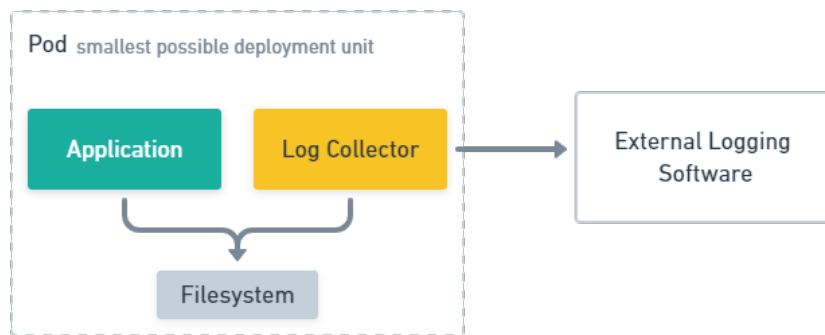 Pod smallest possible deployment unit
Application
Log Collector
External Logging
Software
Filesystem